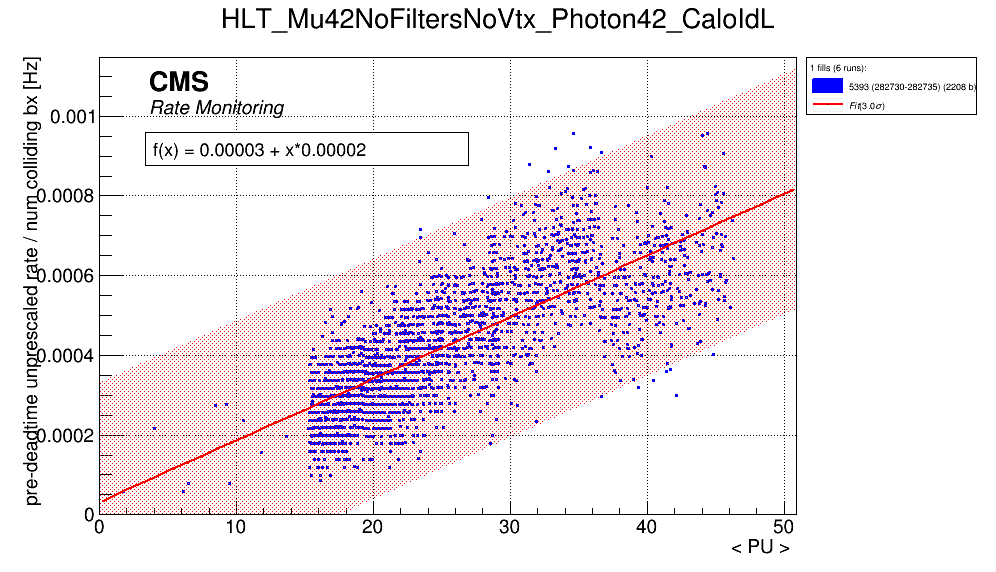 HLT_Mu42NoFiltersNoVtx_Photon42_CaloIdL
pre-deadtime unprescaled rate / num colliding bx [Hz]
CMS
Rate Monitoring
f(x) = 0.00003 + x*0.00002
0.001
0.0008
0.0006
0.0004
0.0002
0
0 10 20 30 40 50
< PU >
1 fills (6 runs):
5393 (282730-282735) (2208 b)
Fit(3.0σ)